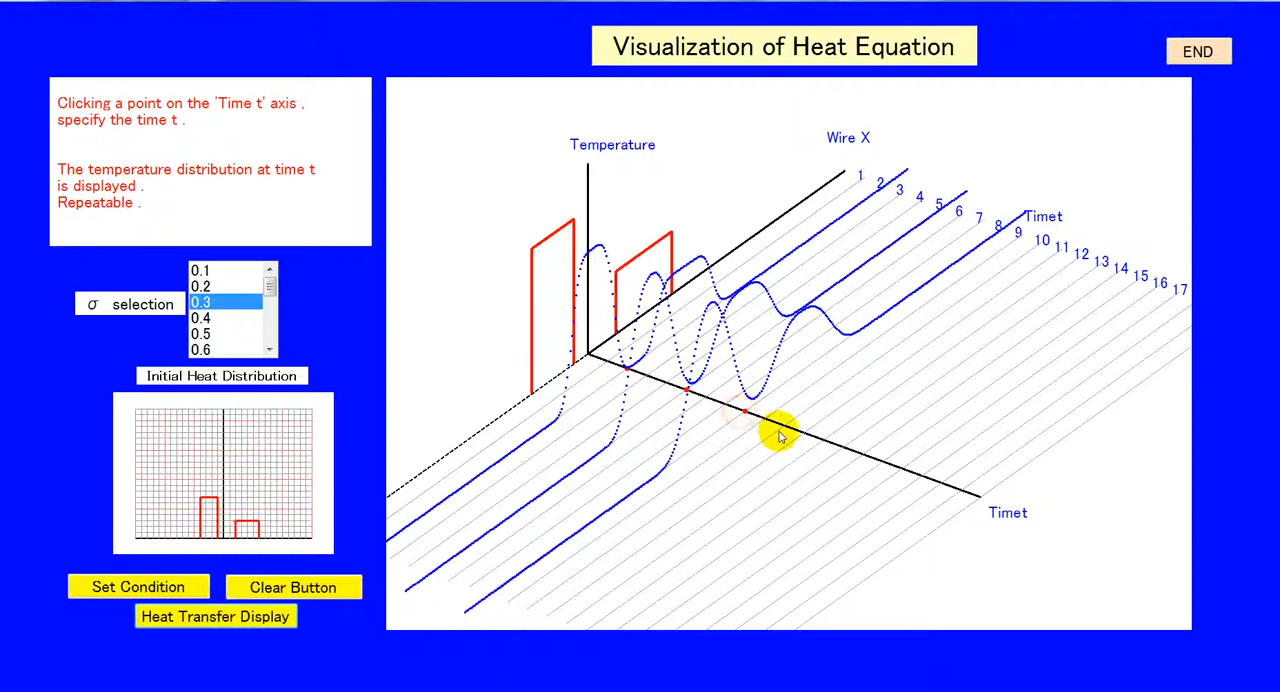 Visualization of Heat Equation
END
Clicking a point on the 'Time t' axis ,
specify the time t .
The temperature distribution at time t
is displayed .
Repeatable .
σ selection
0.1
0.2
0.3
0.4
0.5
0.6
Initial Heat Distribution
Set Condition
Clear Button
Heat Transfer Display
Temperature
Wire X
1
2
3
4
5
6
7
8
9
10
11
12
13
14
15
16
17
Timet
Timet